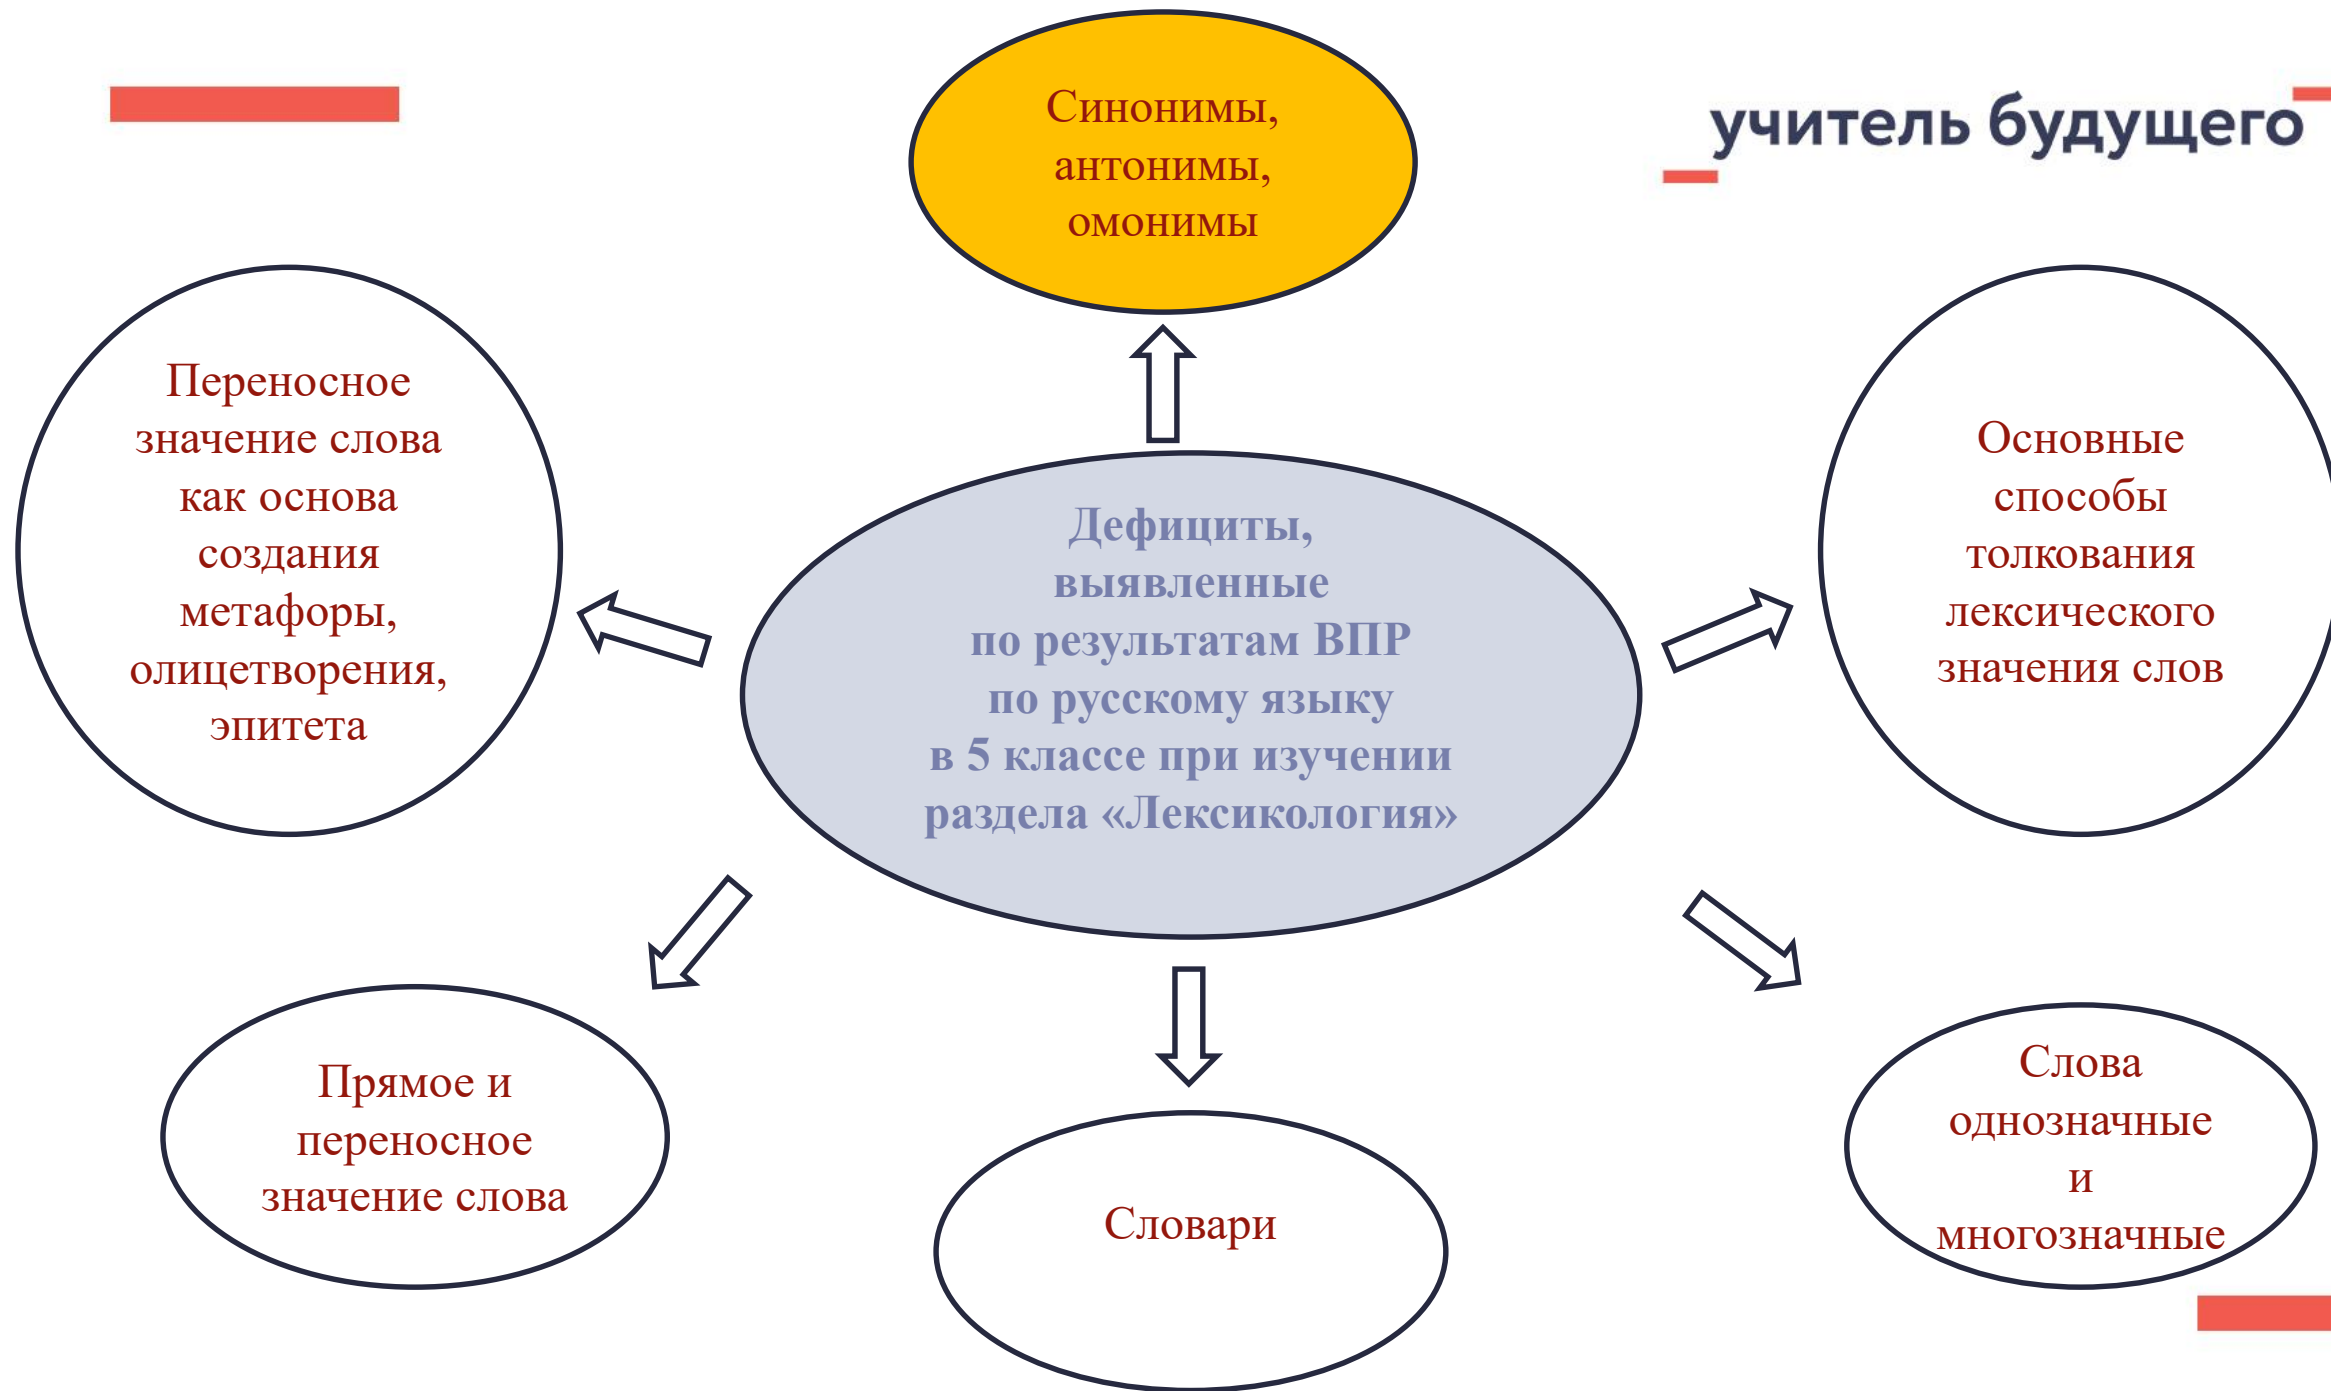 Синонимы,
антонимы,
омонимы
учитель будущего
Переносное
значение слова
как основа
создания
метафоры,
олицетворения,
эпитета
Дефициты,
выявленные
по результатам ВПР
по русскому языку
в 5 классе при изучении
раздела «Лексикология»
Основные
способы
толкования
лексического
значения слов
Прямое и
переносное
значение слова
Словари
Слова
однозначные
и
многозначные